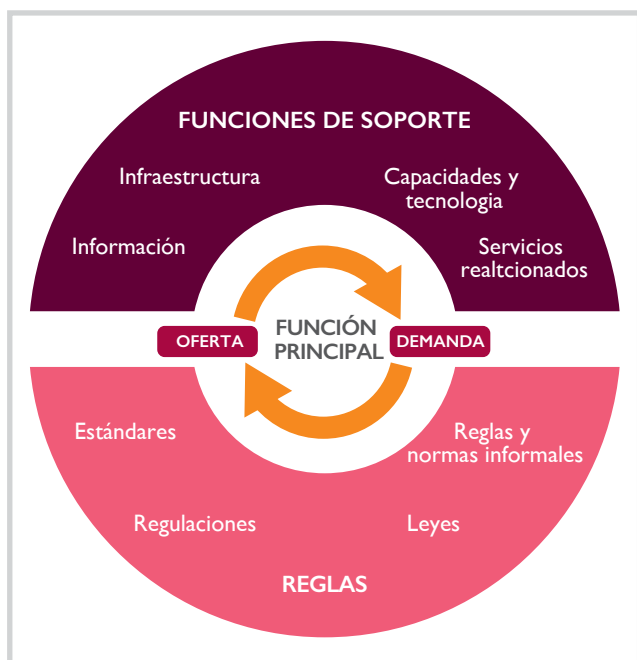 FUNCIONES DE SOPORTE
Infraestructura
Capacidades y
tecnologia
Información
Servicios
realtcionados
OFERTA
FUNCIÓN
PRINCIPAL
DEMANDA
Estándares
Reglas y
normas informales
Regulaciones
Leyes
REGLAS